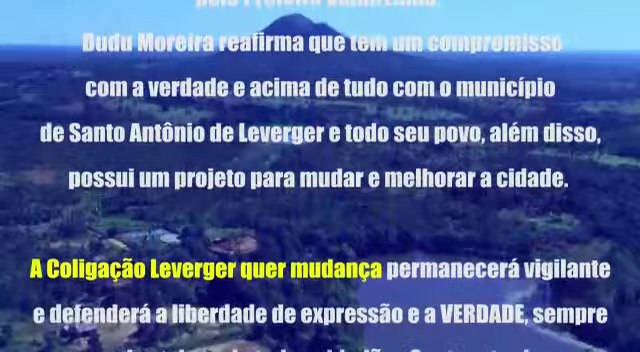 Dudu Moreira reafirma que tem um compromisso
com a verdade e acima de tudo com o município
de Santo Antônio de Leverger e todo seu povo, além disso,
possui um projeto para mudar e melhorar a cidade.
A Coligação Leverger quer mudança permanecerá vigilante
e defenderá a liberdade de expressão e a VERDADE, sempre